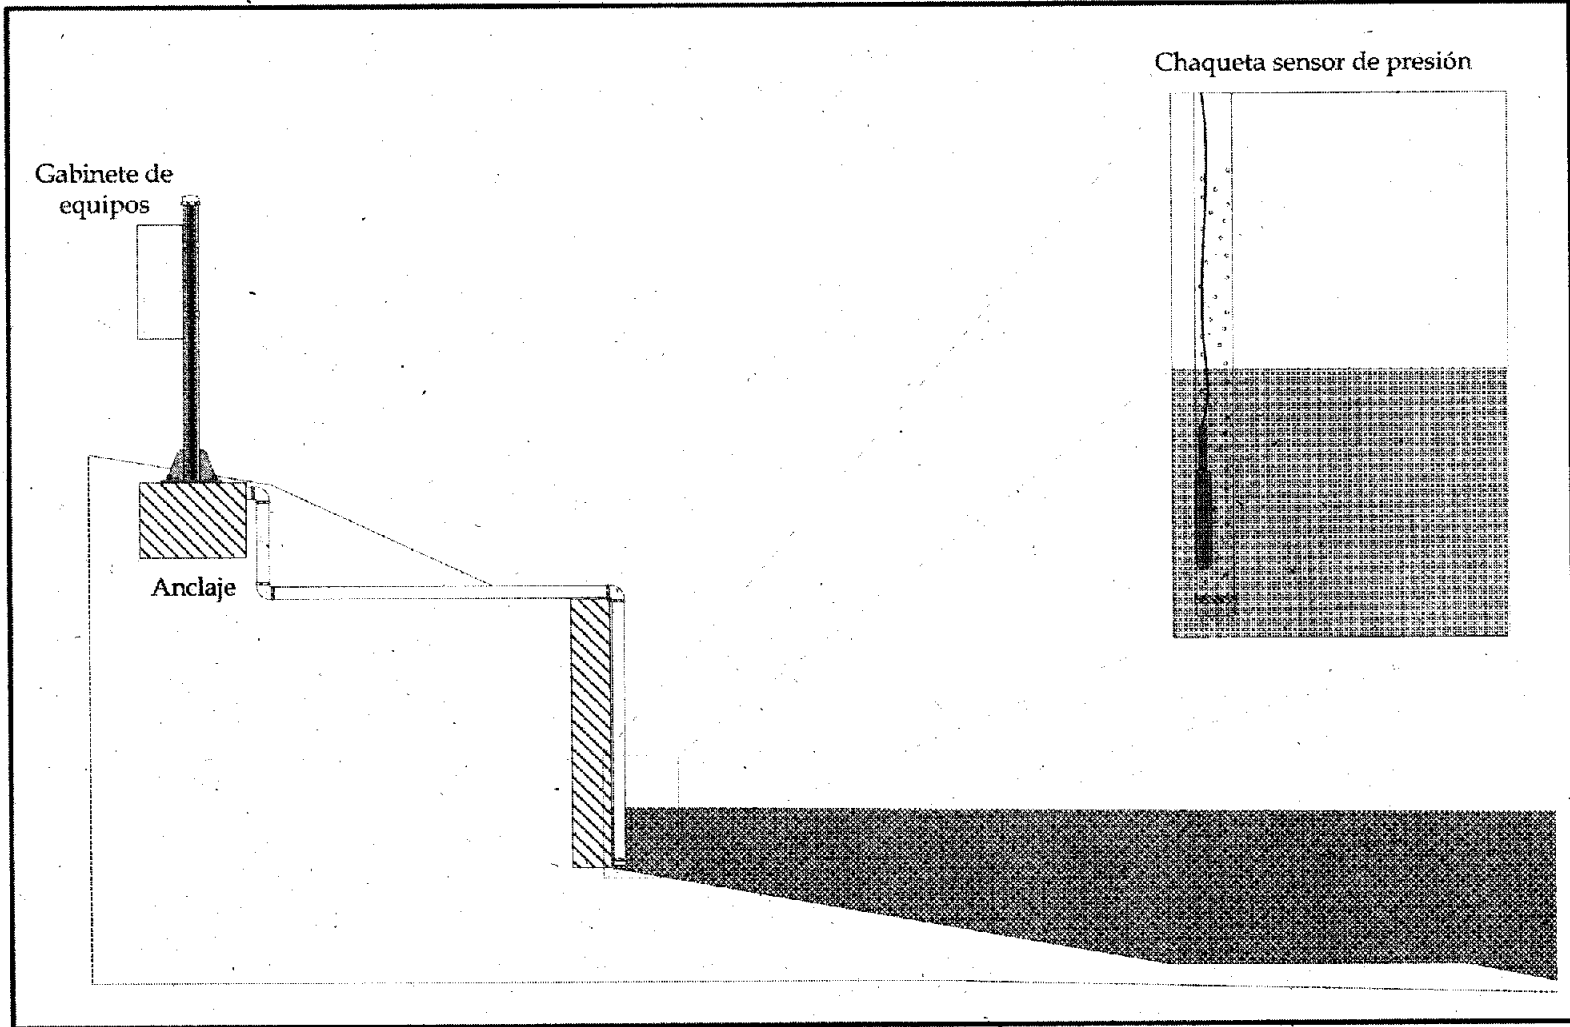 Chaqueta sensor de presión
Gabinete de
equipos
Anclaje